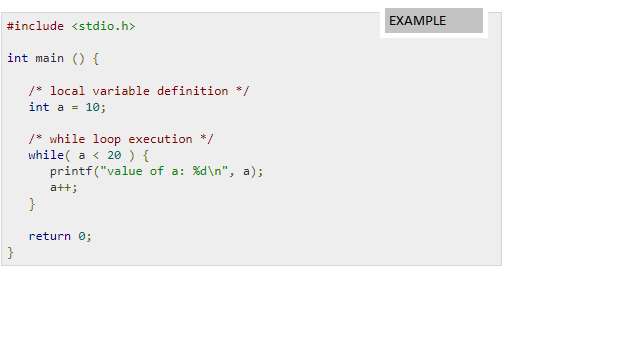 EXAMPLE
#include <stdio.h>
int main () {
/* local variable definition */
int a = 10;
/* while loop execution */
while( a < 20 ) {
printf("value of a: %d\n", a);
a++;
}
return 0;
}